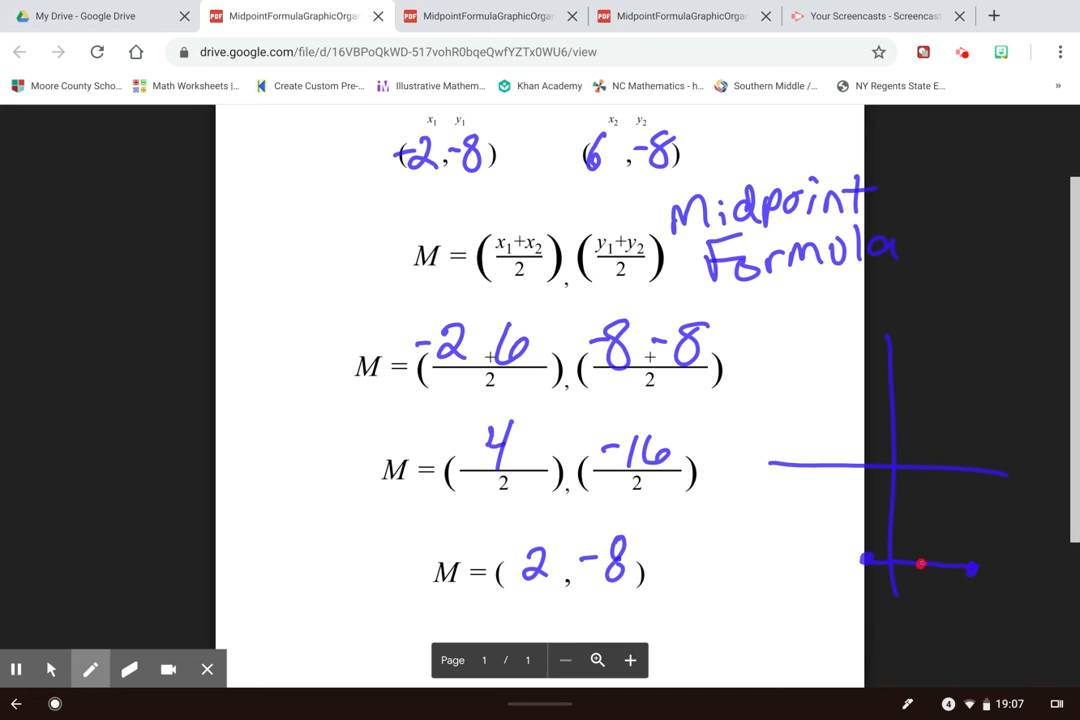 My Drive - Google Drive
MidpointFormulaGraphicOrgan
MidpointFormulaGraphicOrgan
MidpointFormulaGraphicOrgan
Your Screencasts - Screencast
drive.google.com/file/d/16VBPoQkWD-517vohR0bqeQwfYZTx0WU6/view
Moore County Scho...
Math Worksheets |...
Create Custom Pre-...
Illustrative Mathem...
Khan Academy
NC Mathematics - h...
Southern Middle /...
NY Regents State E...
»
x₁ y₁ x₂ y₂
(-2,-8) (6,-8)
Midpoint
Formula
M = (x₁+x₂/2), (y₁+y₂/2)
M = (-2+6/2), (-8+-8/2)
M = (4/2), (-16/2)
M = (2, -8)
Page 1 / 1
4 19:07